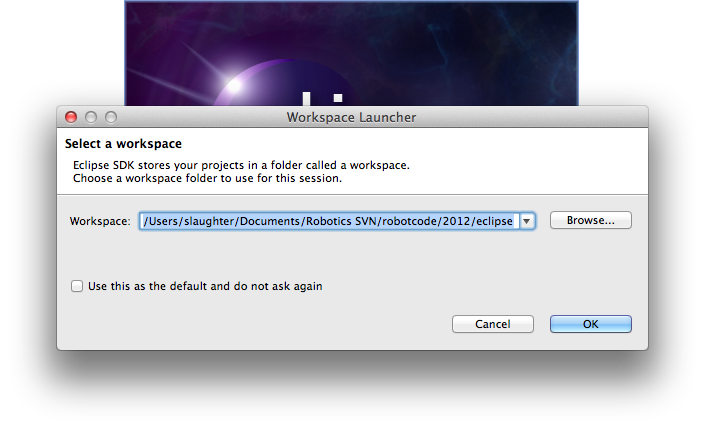 Workspace Launcher
Select a workspace
Eclipse SDK stores your projects in a folder called a workspace.
Choose a workspace folder to use for this session.
Workspace: /Users/slaughter/Documents/Robotics SVN/robotcode/2012/eclipse Browse...
Use this as the default and do not ask again
Cancel OK